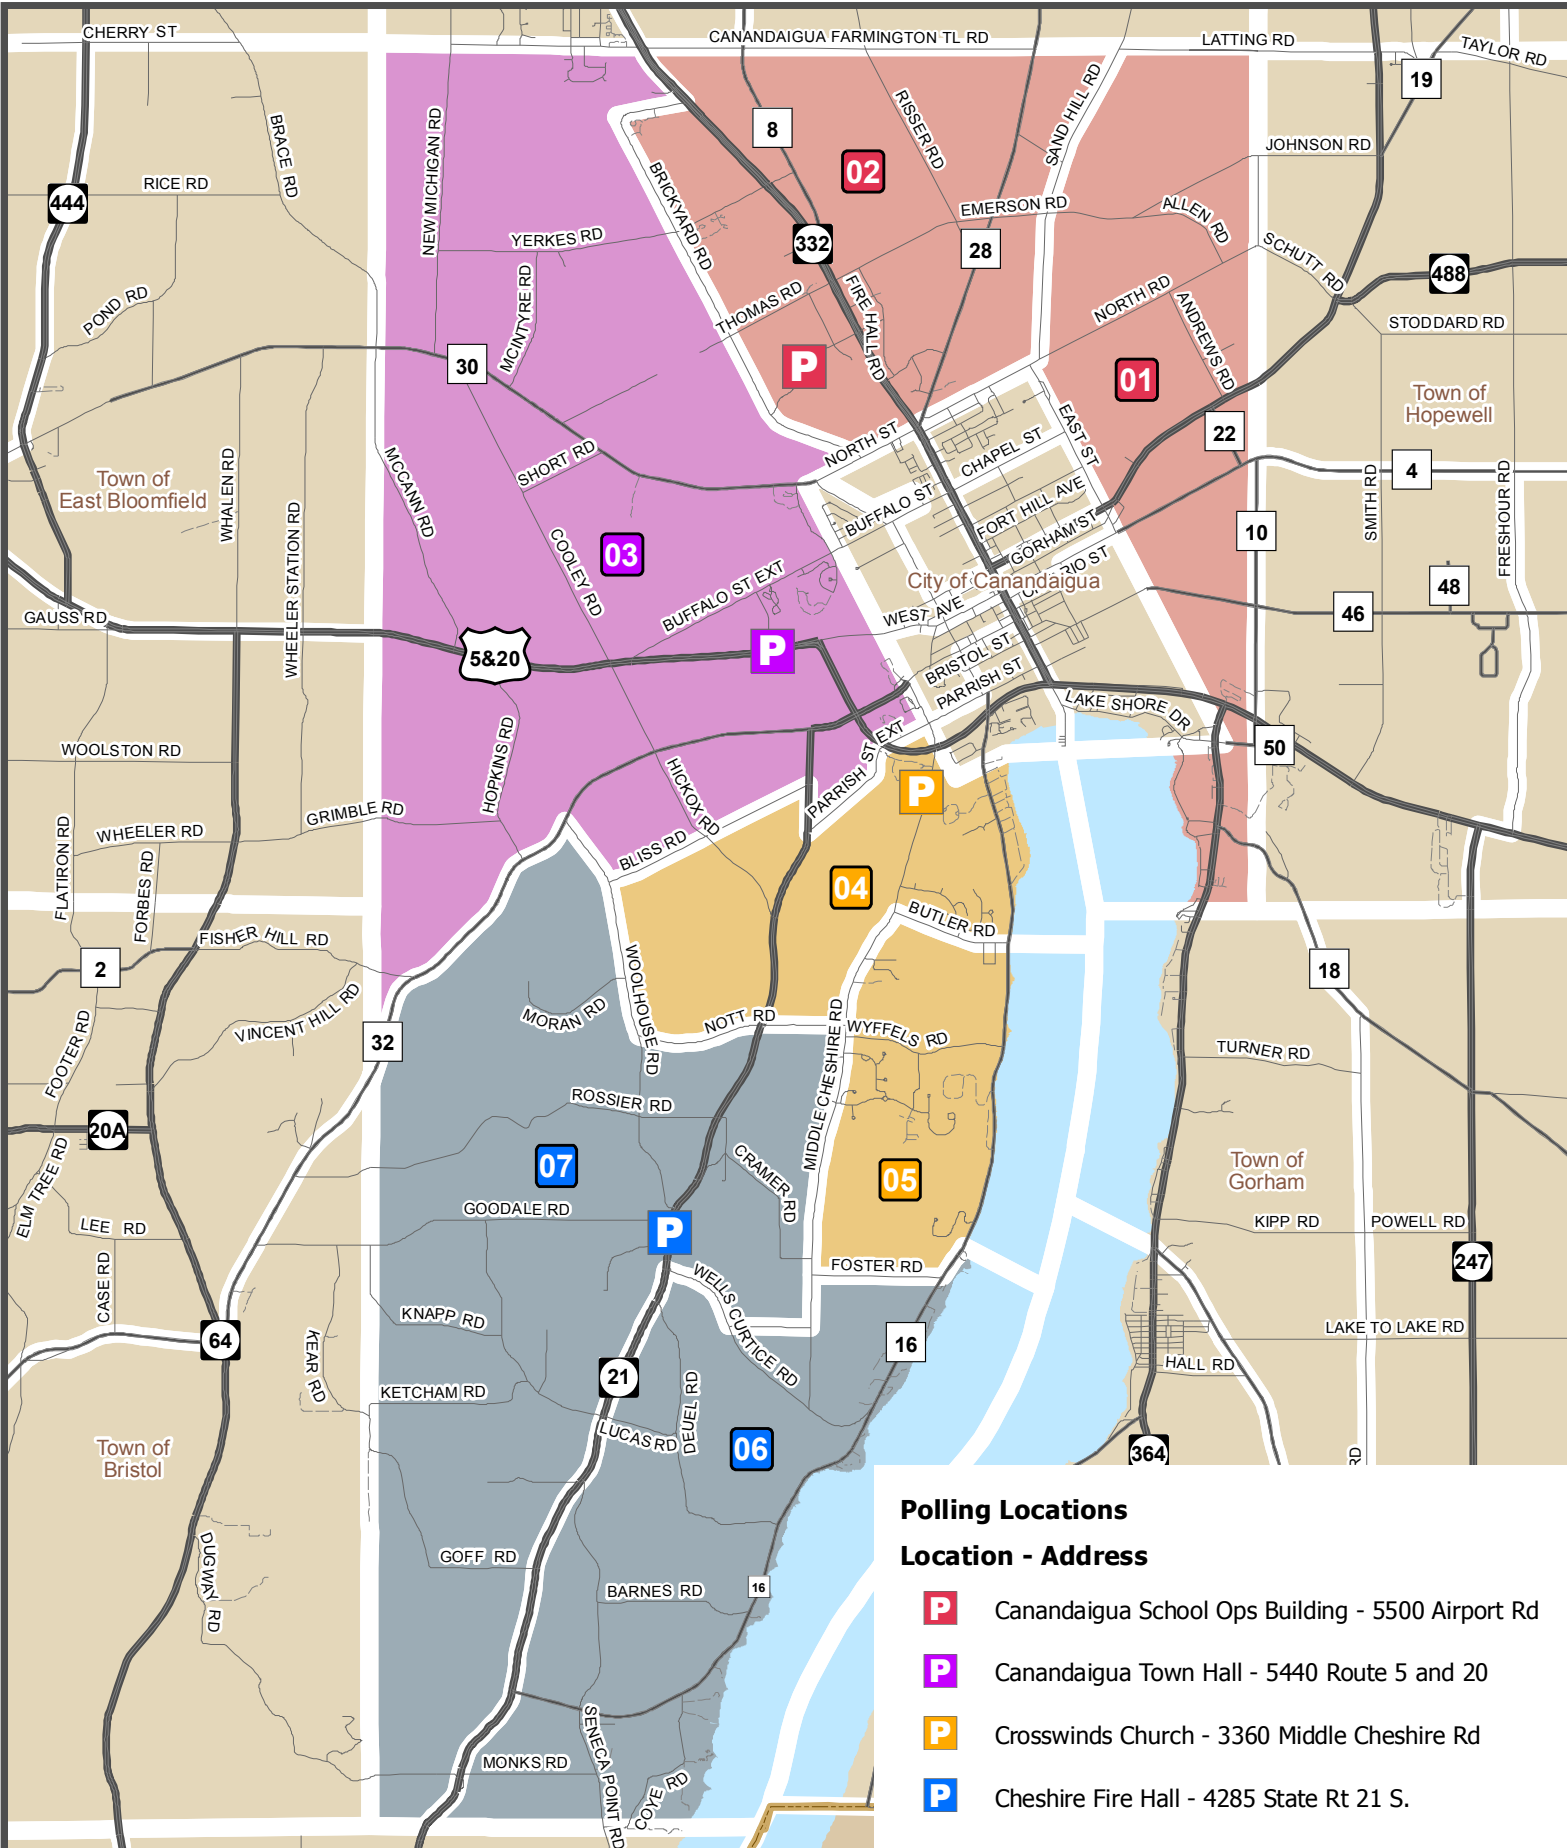 CHERRY ST
CANANDAIGUA FARMINGTON TL RD
LATTING RD
TAYLOR RD
19
8
RISSER RD
SAND HILL RD
BRACE RD
NEW MICHIGAN RD
JOHNSON RD
02
RICE RD
444
BRICKYARD RD
EMERSON RD
ALLEN RD
YERKES RD
332
28
SCHUTT RD
488
MCINTYRE RD
POND RD
THOMAS RD
FIRE HALL RD
NORTH RD
ANDREWS RD
STODDARD RD
30
P
01
Town of
Hopewell
NORTH ST
EAST ST
22
CHAPEL ST
SHORT RD
MCCANN RD
WHALEN RD
Town of
East Bloomfield
4
SMITH RD
FRESHOUR RD
BUFFALO ST
FORT HILL AVE
WHEELER STATION RD
03
COOLEY RD
GORHAM ST
10
BUFFALO ST EXT
City of Canandaigua
RIO ST
48
46
GAUSS RD
WEST AVE
5&20
P
BRISTOL ST
PARRISH ST
LAKE SHORE DR
50
WOOLSTON RD
HOPKINS RD
PARRISH ST EXT
HICKOX RD
P
GRIMBLE RD
WHEELER RD
FLATIRON RD
FORBES RD
BLISS RD
04
BUTLER RD
FISHER HILL RD
2
WOOLHOUSE RD
18
VINCENT HILL RD
MORAN RD
NOTT RD
WYFFELS RD
32
FOOTER RD
MIDDLE CHESHIRE RD
TURNER RD
ROSSIER RD
20A
ELM TREE RD
07
CRAMER RD
05
Town of
Gorham
LEE RD
GOODALE RD
P
KIPP RD
POWELL RD
247
CASE RD
FOSTER RD
WELLS CURTICE RD
KNAPP RD
64
KEAR RD
16
LAKE TO LAKE RD
HALL RD
21
KETCHAM RD
DEUEL RD
LUCAS RD
06
Town of
Bristol
364
RD
DUGWAY RD
GOFF RD
BARNES RD
16
SENECA POINT RD
MONKS RD
COYE RD
Polling Locations
Location - Address
P Canandaigua School Ops Building - 5500 Airport Rd
P Canandaigua Town Hall - 5440 Route 5 and 20
P Crosswinds Church - 3360 Middle Cheshire Rd
P Cheshire Fire Hall - 4285 State Rt 21 S.